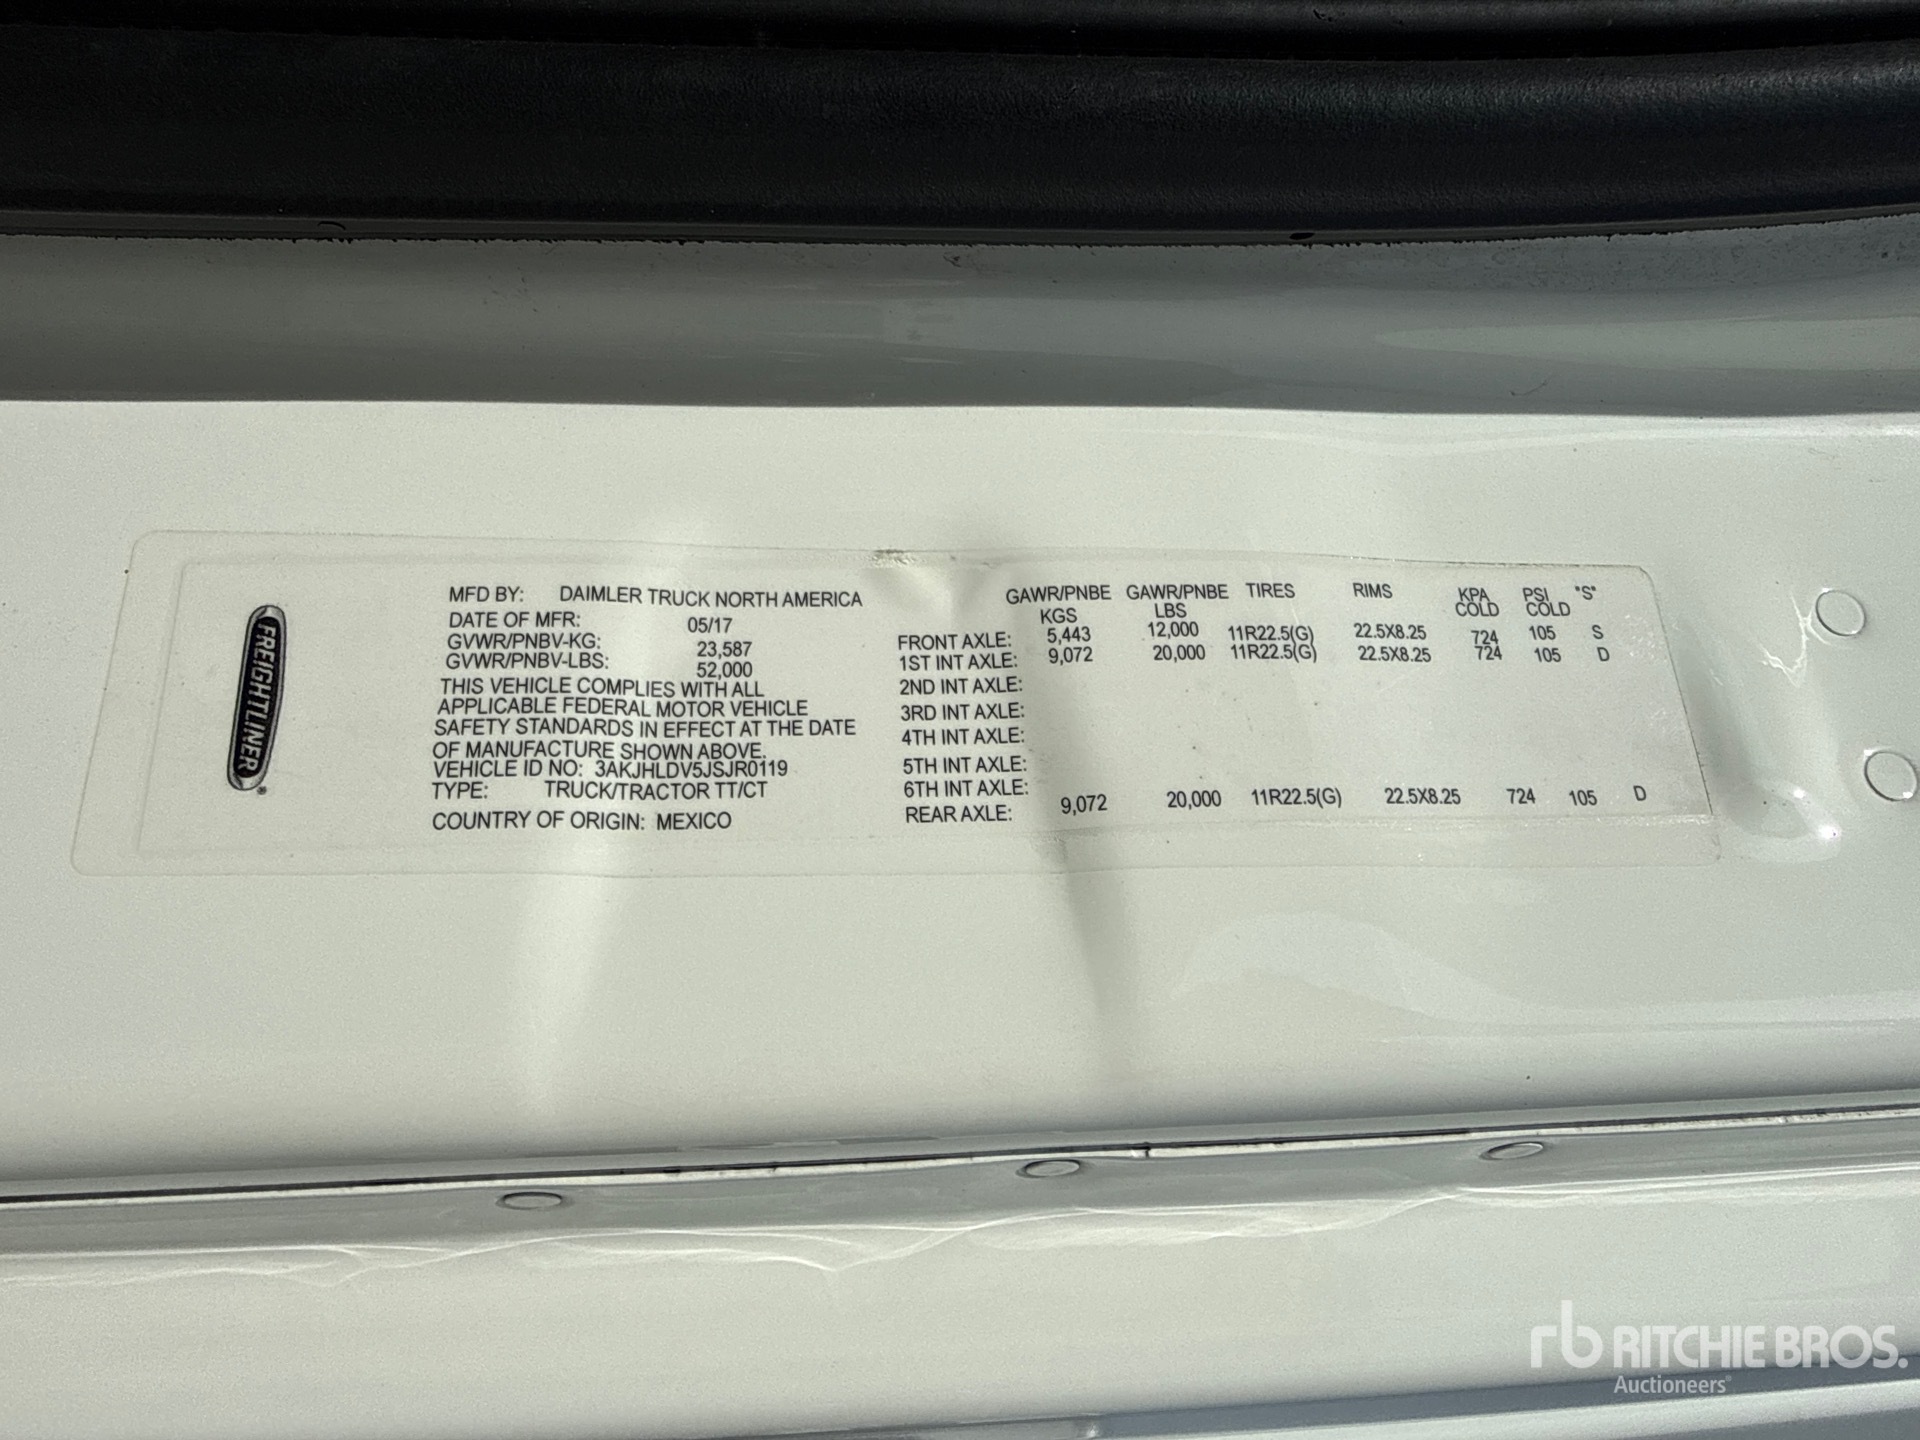 FREIGHTLINER
MFD BY: DAIMLER TRUCK NORTH AMERICA
DATE OF MFR: 05/17
GVWR/PNBV-KG: 23,587
GVWR/PNBV-LBS: 52,000
THIS VEHICLE COMPLIES WITH ALL
APPLICABLE FEDERAL MOTOR VEHICLE
SAFETY STANDARDS IN EFFECT AT THE DATE
OF MANUFACTURE SHOWN ABOVE.
VEHICLE ID NO: 3AKJHLDV5JSJR0119
TYPE: TRUCK/TRACTOR TT/CT
COUNTRY OF ORIGIN: MEXICO
GAWR/PNBE GAWR/PNBE TIRES RIMS KPA PSI "S"
KGS LBS COLD COLD
FRONT AXLE: 5,443 12,000 11R22.5(G) 22.5X8.25 724 105 S
1ST INT AXLE: 9,072 20,000 11R22.5(G) 22.5X8.25 724 105 D
2ND INT AXLE:
3RD INT AXLE:
4TH INT AXLE:
5TH INT AXLE:
6TH INT AXLE:
REAR AXLE: 9,072 20,000 11R22.5(G) 22.5X8.25 724 105 D
rb RITCHIE BROS.
Auctioneers